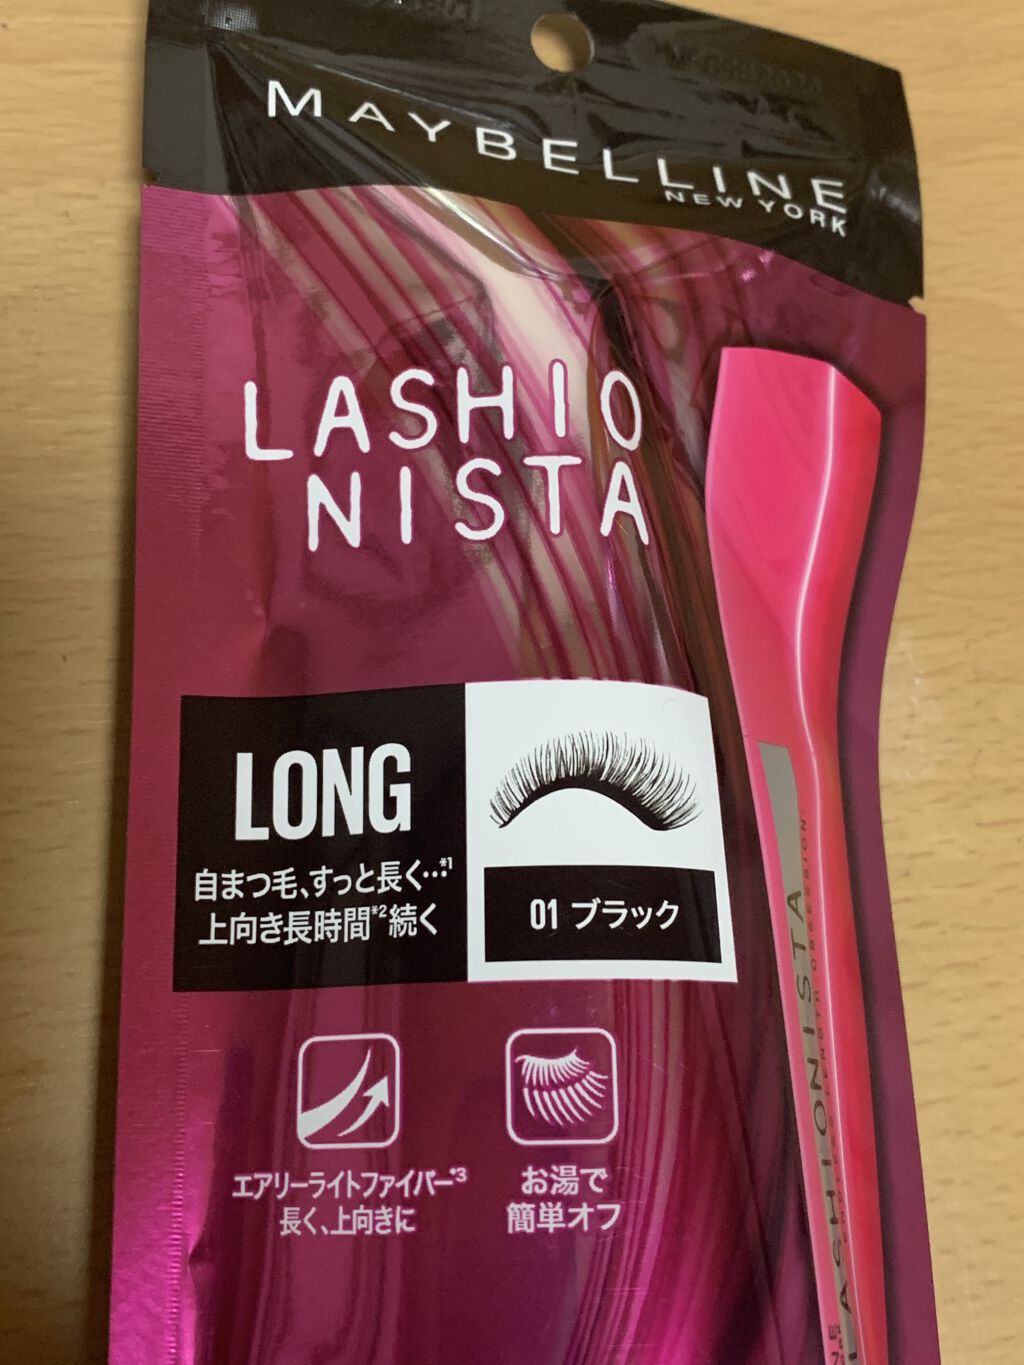 MAYBELLINE
NEW YORK
LASHIO
NISTA
LONG
自まつ毛、すっと長く…*1
上向き長時間*2続く
01 ブラック
エアリーライトファイバー*3
長く、上向きに
お湯で
簡単オフ
LASHIONISTA
ENDLESS LENGTH OBSESSION